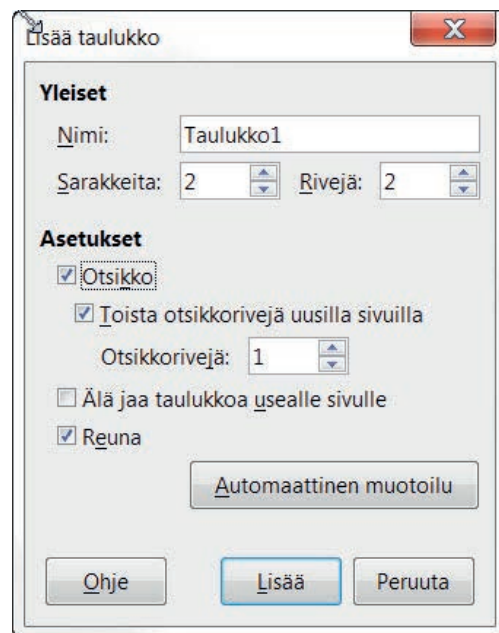 Lisää taulukko
Yleiset
Nimi: Taulukko1
Sarakkeita: 2 Rivejä: 2
Asetukset
Otsikko
Toista otsikkorivejä uusilla sivuilla
Otsikkorivejä: 1
Älä jaa taulukkoa usealle sivulle
Reuna
Automaattinen muotoilu
Ohje Lisää Peruuta